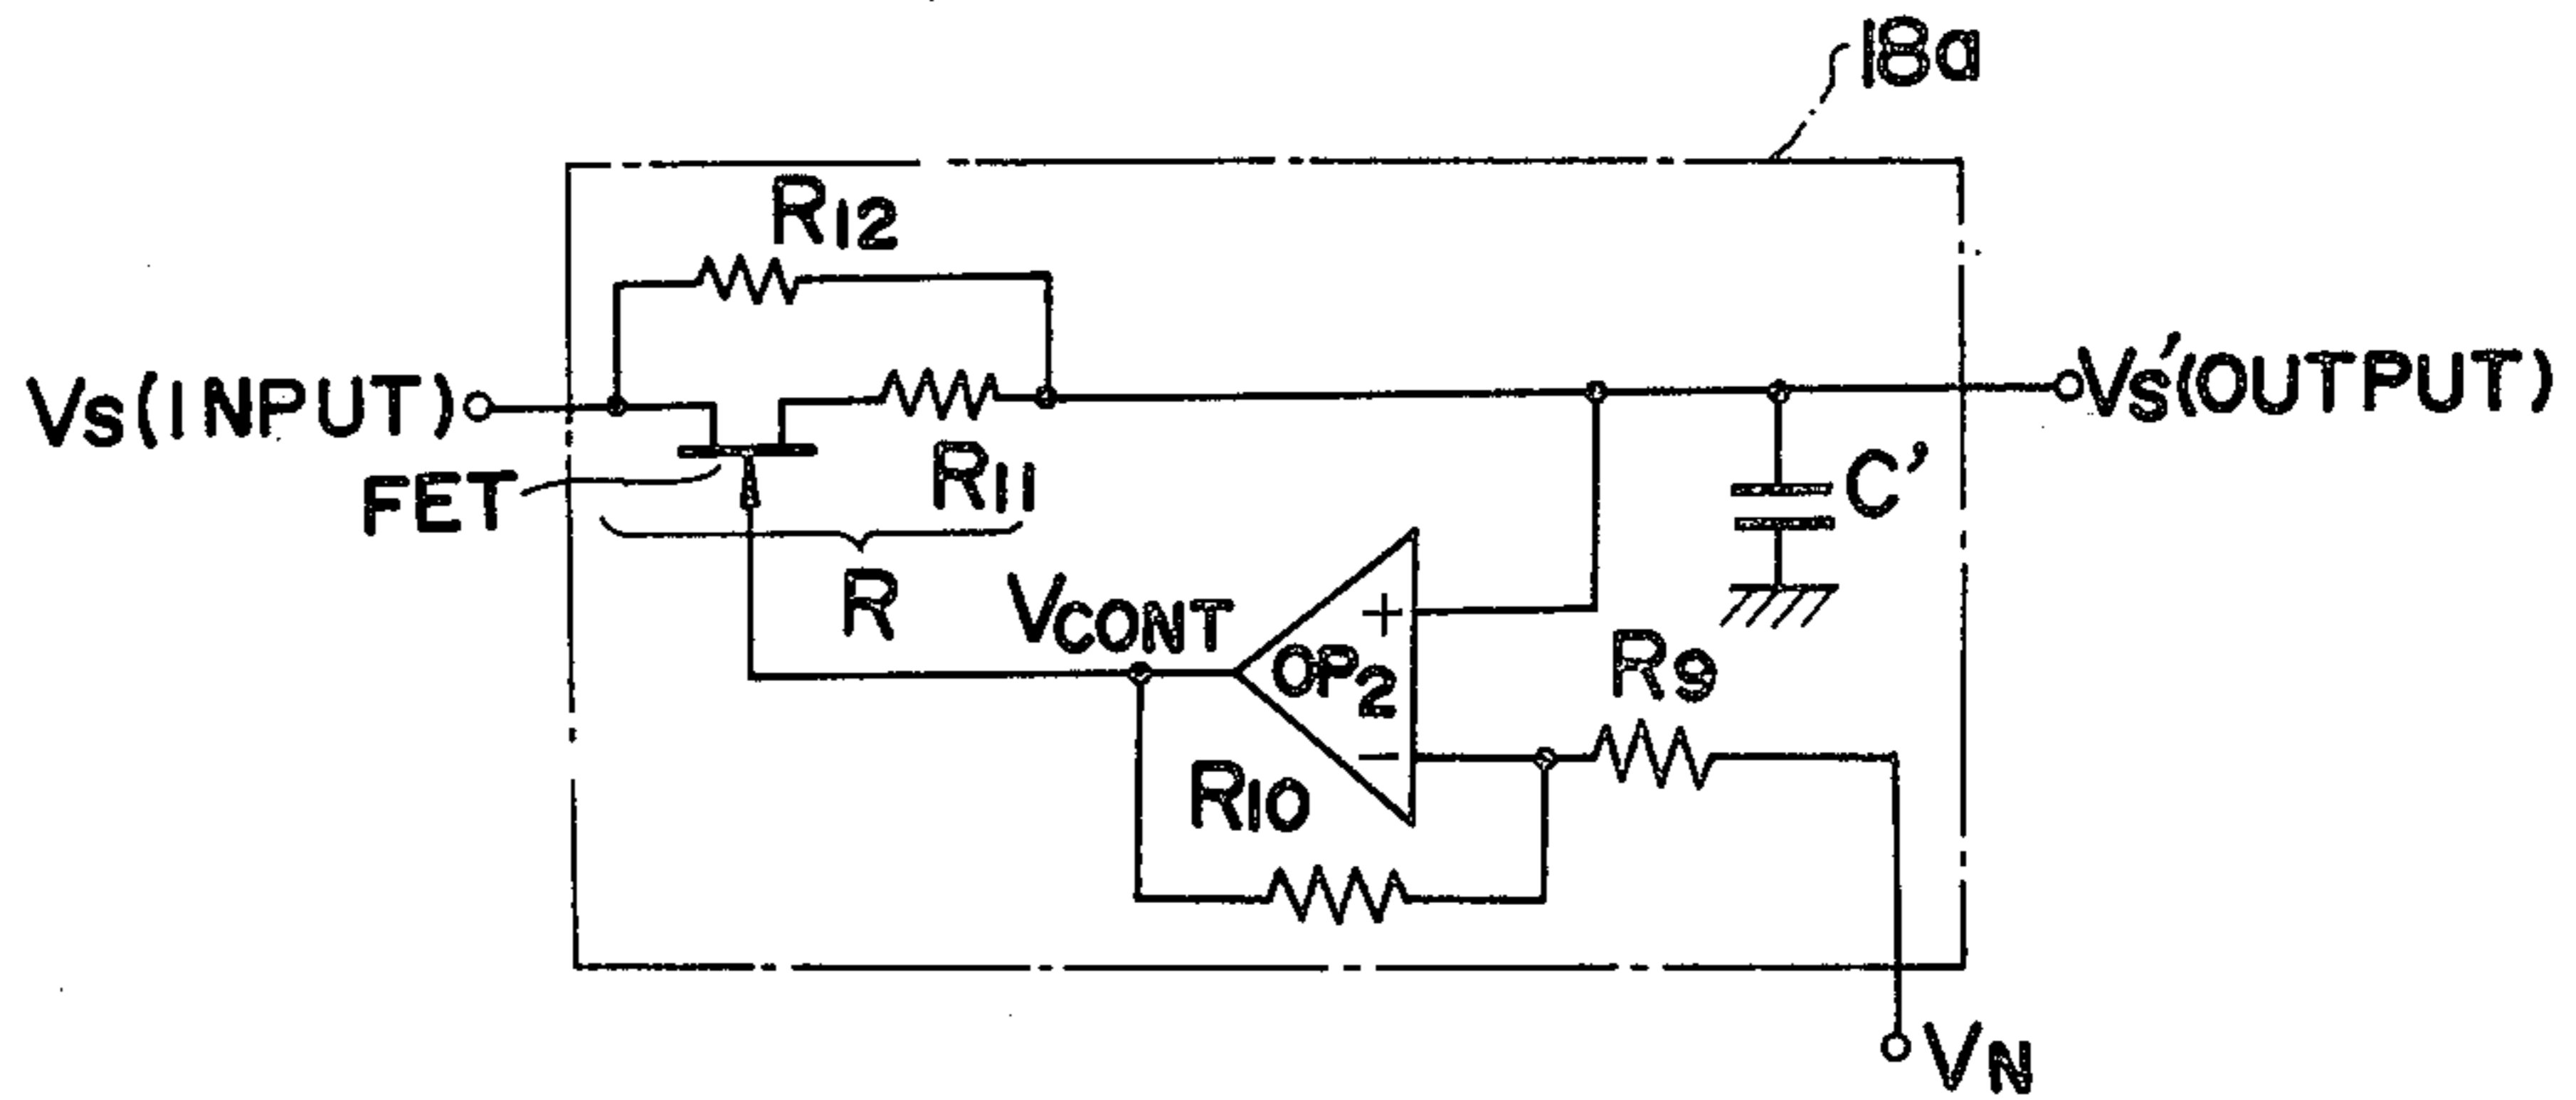 18a
R12
VS(INPUT)
VS'(OUTPUT)
FET
R11
C'
R
VCONT
+
OP2
R9
−
R10
VN